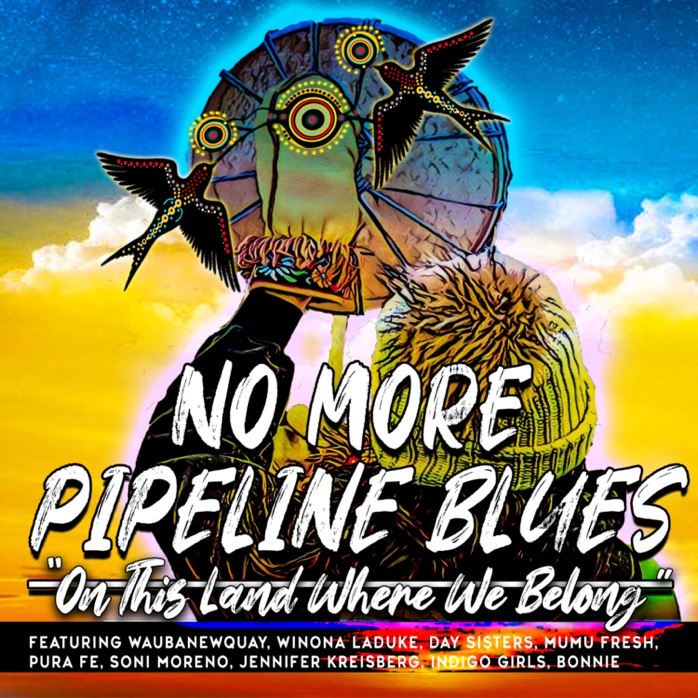 NO MORE
PIPELINE BLUES
"On This Land Where We Belong"
FEATURING WAUBANEWQUAY, WINONA LADUKE, DAY SISTERS, MUMU FRESH,
PURA FE, SONI MORENO, JENNIFER KREISBERG, INDIGO GIRLS, BONNIE